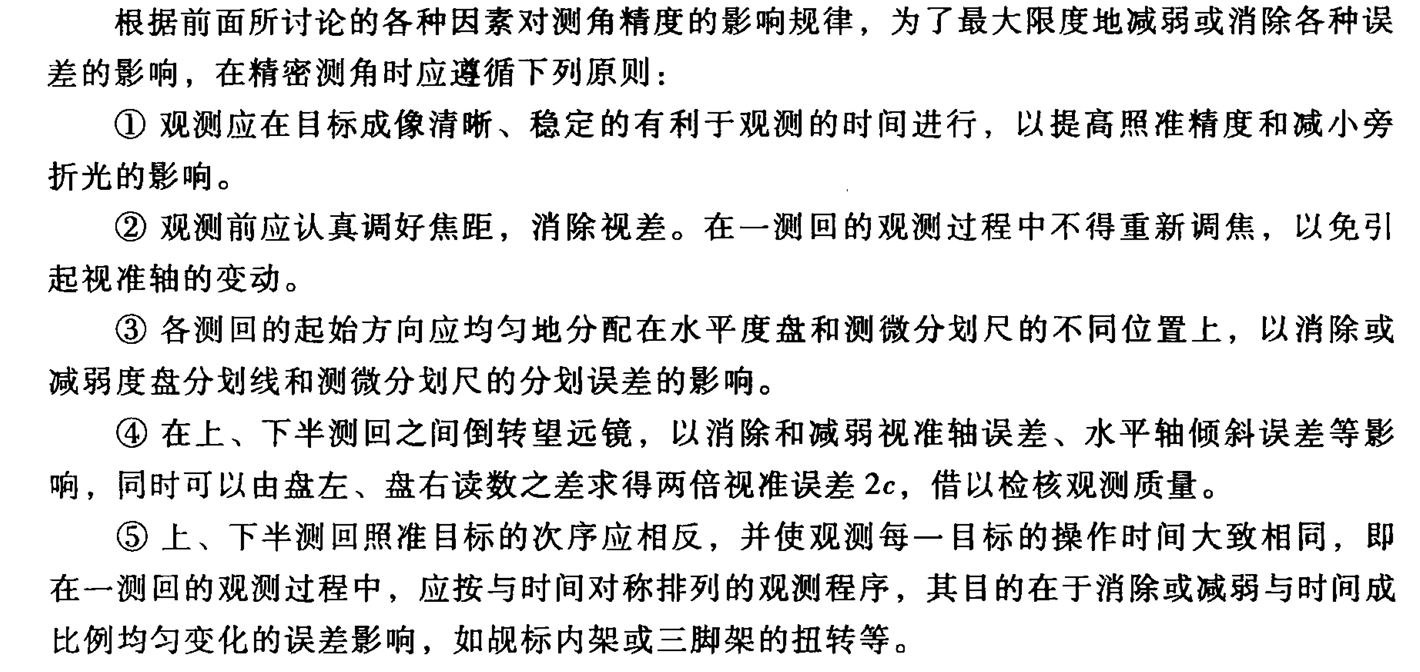 根据前面所讨论的各种因素对测角精度的影响规律，为了最大限度地减弱或消除各种误
差的影响，在精密测角时应遵循下列原则：
① 观测应在目标成像清晰、稳定的有利于观测的时间进行，以提高照准精度和减小旁
折光的影响。
② 观测前应认真调好焦距，消除视差。在一测回的观测过程中不得重新调焦，以免引
起视准轴的变动。
③ 各测回的起始方向应均匀地分配在水平度盘和测微分划尺的不同位置上，以消除或
减弱度盘分划线和测微分划尺的分划误差的影响。
④ 在上、下半测回之间倒转望远镜，以消除和减弱视准轴误差、水平轴倾斜误差等影
响，同时可以由盘左、盘右读数之差求得两倍视准误差 2c，借以检核观测质量。
⑤ 上、下半测回照准目标的次序应相反，并使观测每一目标的操作时间大致相同，即
在一测回的观测过程中，应按与时间对称排列的观测程序，其目的在于消除或减弱与时间成
比例均匀变化的误差影响，如觇标内架或三脚架的扭转等。